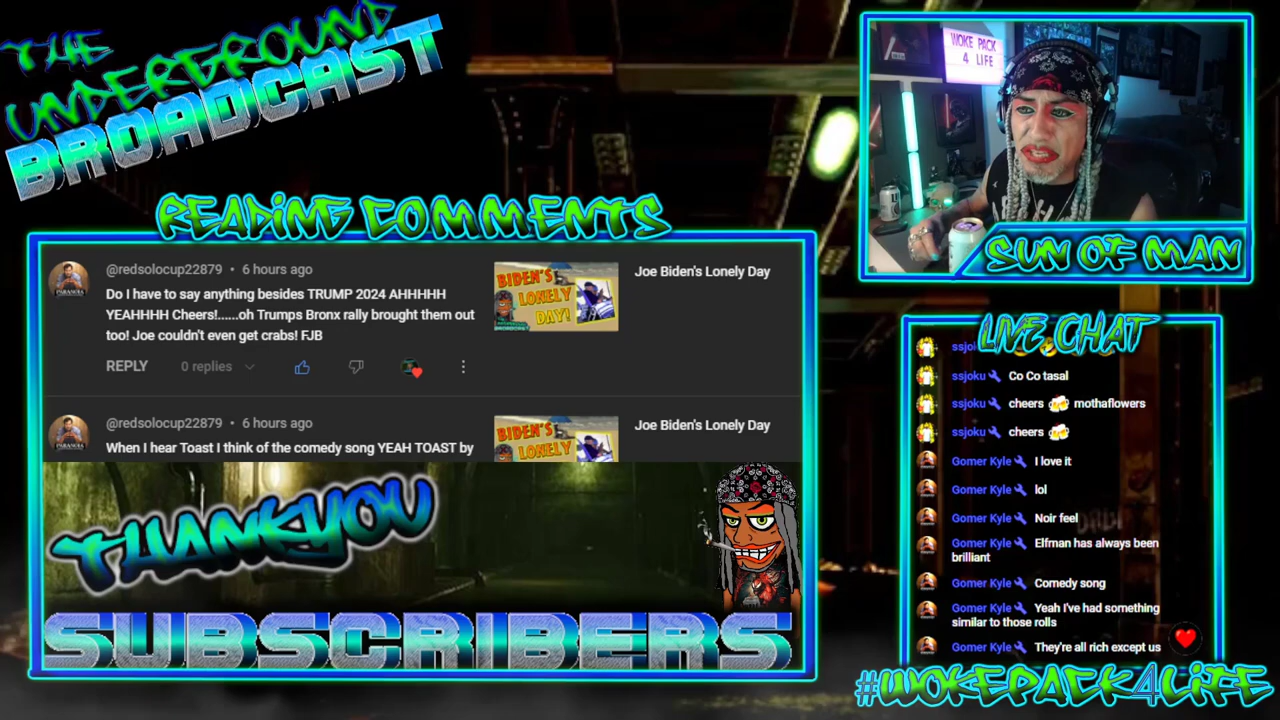 THE
UNDERGROUND
BROADCAST
READING COMMENTS
@redsolocup22879 • 6 hours ago
Do I have to say anything besides TRUMP 2024 AHHHHH
YEAHHHH Cheers!......oh Trumps Bronx rally brought them out
too! Joe couldn't even get crabs! FJB
REPLY 0 replies
BIDEN'S
LONELY
DAY!
Joe Biden's Lonely Day
@redsolocup22879 • 6 hours ago
When I hear Toast I think of the comedy song YEAH TOAST by
BIDEN'S
LONELY
Joe Biden's Lonely Day
THANKYOU
SUBSCRIBERS
WOKE PACK
4 LIFE
SUN OF MAN
LIVE CHAT
ssjoku Co Co tasal
ssjoku cheers 🍻 mothaflowers
ssjoku cheers 🍻
Gomer Kyle I love it
Gomer Kyle lol
Gomer Kyle Noir feel
Gomer Kyle Elfman has always been
brilliant
Gomer Kyle Comedy song
Gomer Kyle Yeah I've had something
similar to those rolls
Gomer Kyle They're all rich except us
#WOKEPACK4LIFE